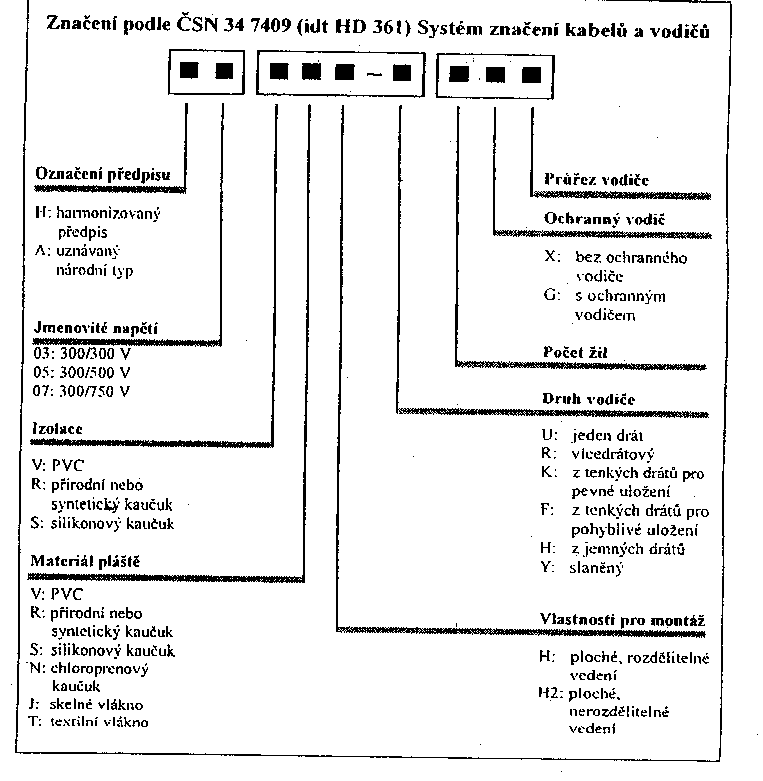 Značení podle ČSN 34 7409 (idt HD 361) Systém značení kabelů a vodičů
Označení předpisu
H: harmonizovaný
předpis
A: uznávaný
národní typ
Jmenovité napětí
03: 300/300 V
05: 300/500 V
07: 300/750 V
Izolace
V: PVC
R: přírodní nebo
syntetický kaučuk
S: silikonový kaučuk
Materiál pláště
V: PVC
R: přírodní nebo
syntetický kaučuk
S: silikonový kaučuk
N: chloroprenový
kaučuk
J: skelné vlákno
T: textilní vlákno
Průřez vodiče
Ochranný vodič
X: bez ochranného
vodiče
G: s ochranným
vodičem
Počet žil
Druh vodiče
U: jeden drát
R: vícedrátový
K: z tenkých drátů pro
pevné uložení
F: z tenkých drátů pro
pohyblivé uložení
H: z jemných drátů
Y: slaněný
Vlastnosti pro montáž
H: ploché, rozdělitelné
vedení
H2: ploché,
nerozdělitelné
vedení